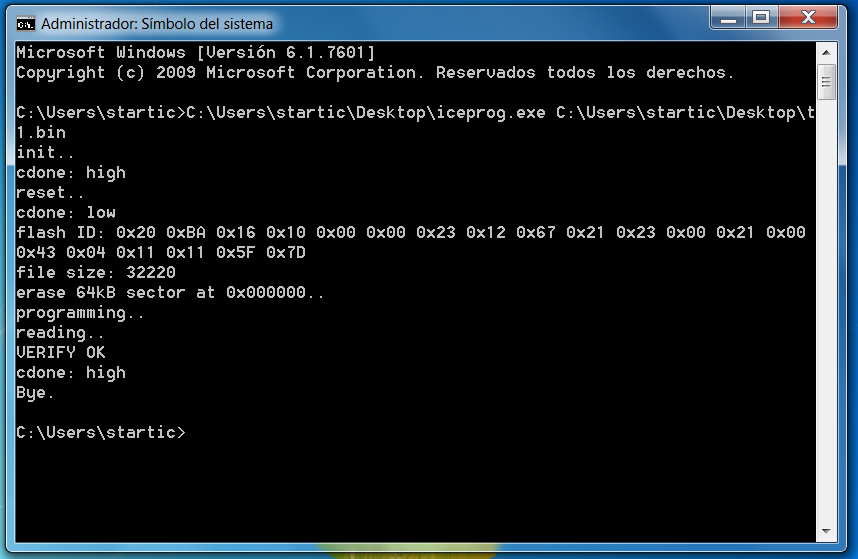 Administrador: Símbolo del sistema
Microsoft Windows [Versión 6.1.7601]
Copyright (c) 2009 Microsoft Corporation. Reservados todos los derechos.
C:\Users\startic>C:\Users\startic\Desktop\iceprog.exe C:\Users\startic\Desktop\t
1.bin
init..
cdone: high
reset..
cdone: low
flash ID: 0x20 0xBA 0x16 0x10 0x00 0x00 0x23 0x12 0x67 0x21 0x23 0x00 0x21 0x00
0x43 0x04 0x11 0x11 0x5F 0x7D
file size: 32220
erase 64kB sector at 0x000000..
programming..
reading..
VERIFY OK
cdone: high
Bye.
C:\Users\startic>